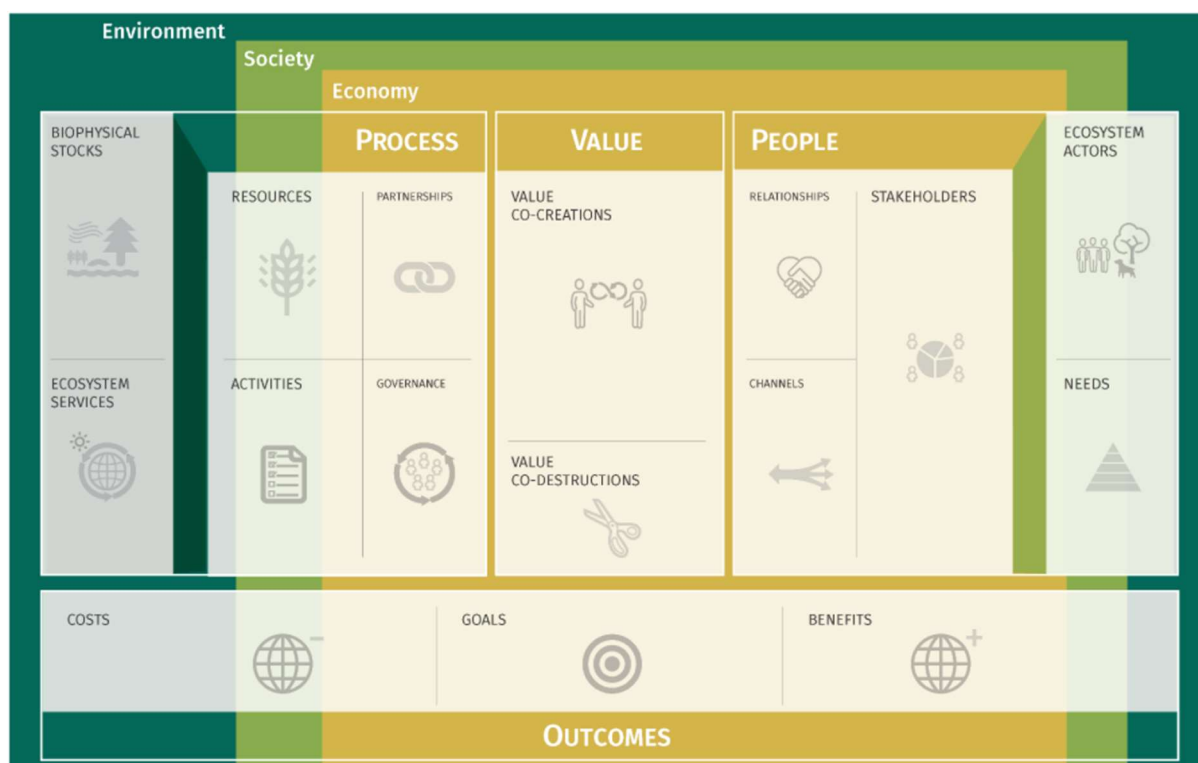 Environment
Society
Economy
BIOPHYSICAL
STOCKS
PROCESS
VALUE
PEOPLE
ECOSYSTEM
ACTORS
RESOURCES
PARTNERSHIPS
VALUE
CO-CREATIONS
RELATIONSHIPS
STAKEHOLDERS
ECOSYSTEM
SERVICES
ACTIVITIES
GOVERNANCE
VALUE
CO-DESTRUCTIONS
CHANNELS
NEEDS
COSTS
GOALS
BENEFITS
OUTCOMES